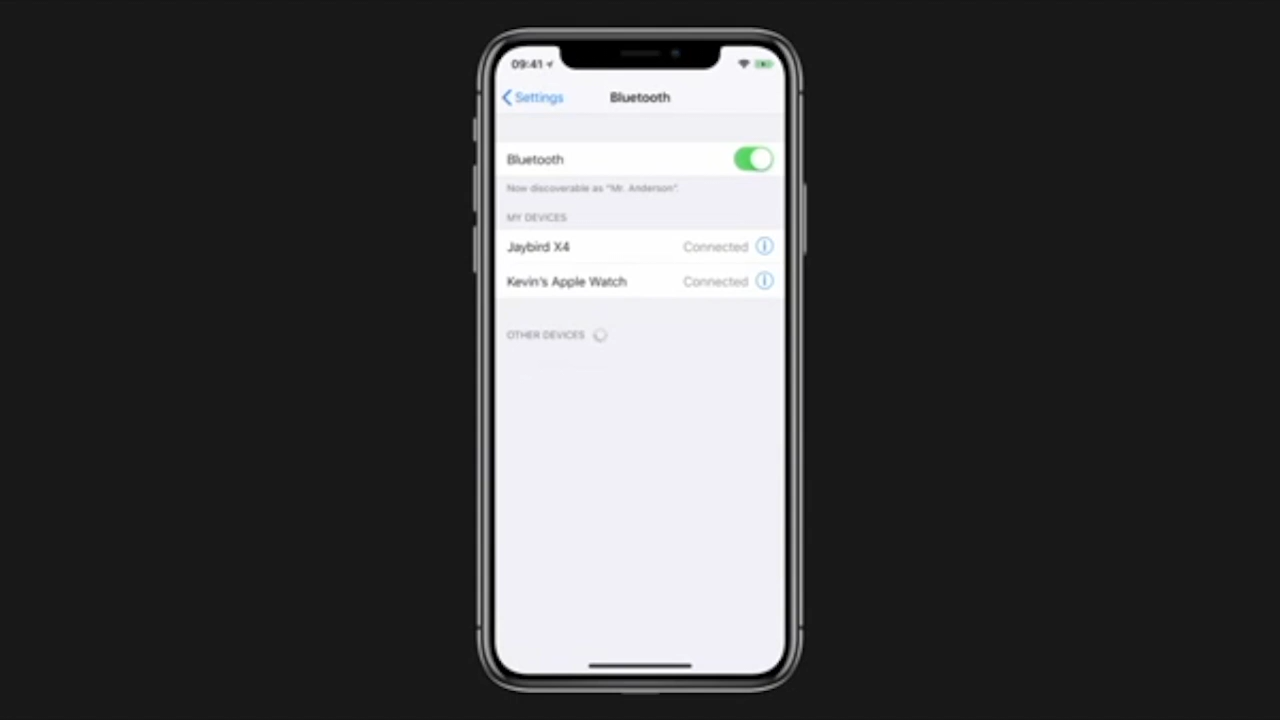 09:41
Settings
Bluetooth
Bluetooth
Now discoverable as "Mr. Anderson".
MY DEVICES
Jaybird X4 Connected
Kevin's Apple Watch Connected
OTHER DEVICES